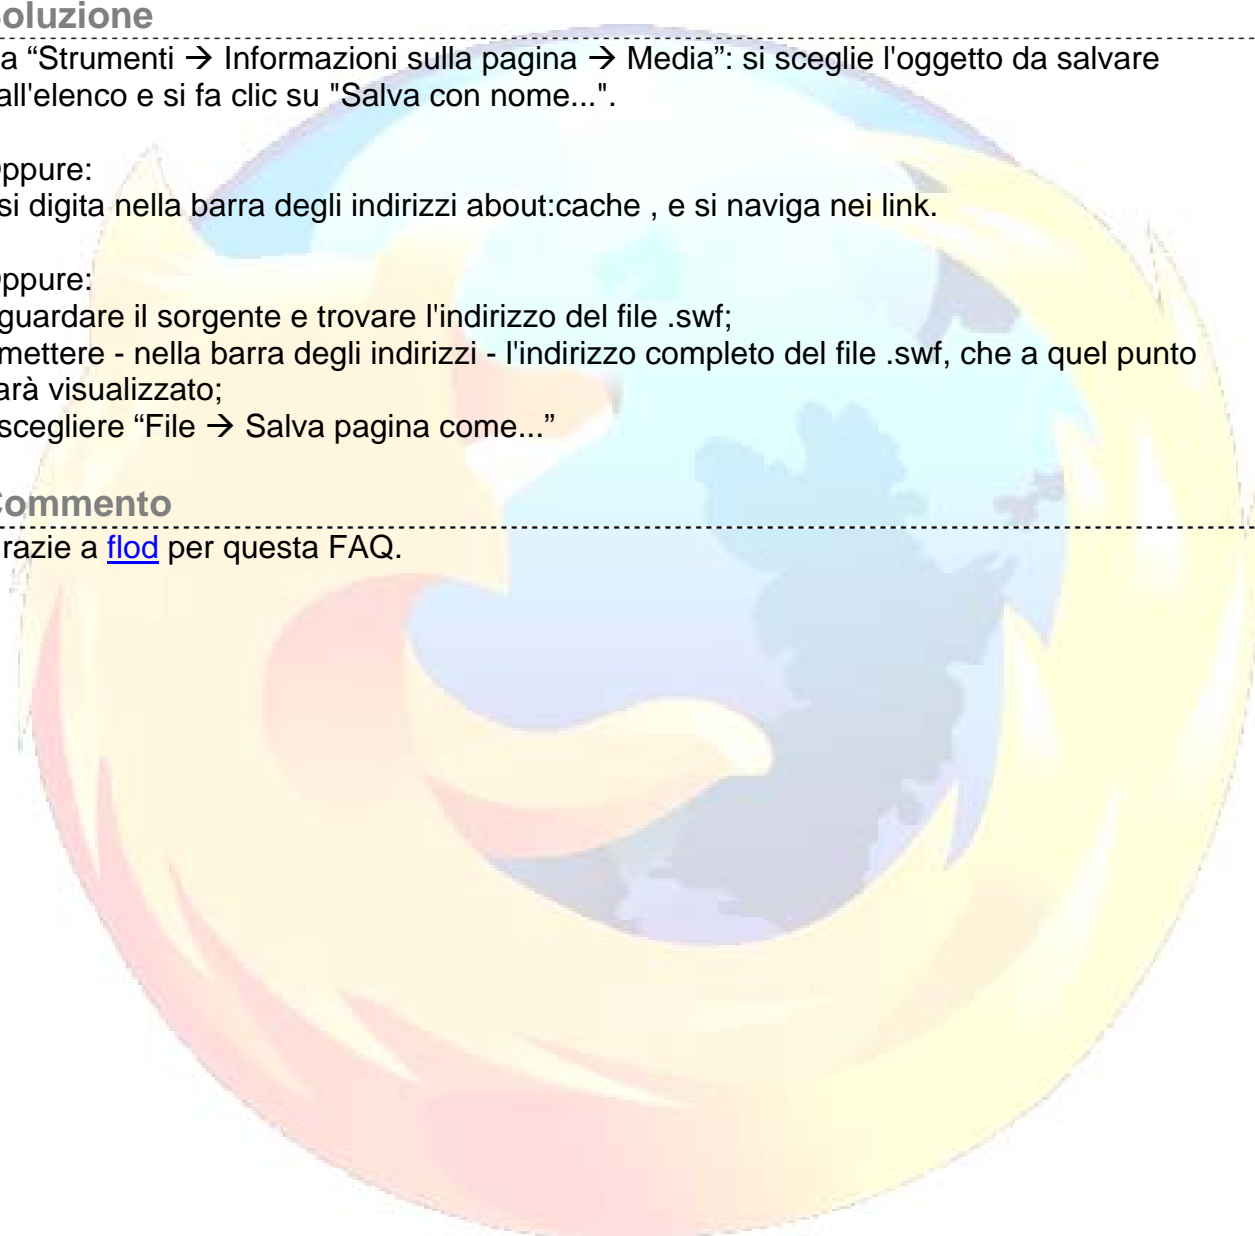 oluzione
a “Strumenti → Informazioni sulla pagina → Media”: si sceglie l'oggetto da salvare
all'elenco e si fa clic su "Salva con nome...".
ppure:
si digita nella barra degli indirizzi about:cache , e si naviga nei link.
ppure:
guardare il sorgente e trovare l'indirizzo del file .swf;
mettere - nella barra degli indirizzi - l'indirizzo completo del file .swf, che a quel punto
arà visualizzato;
scegliere “File → Salva pagina come...”
Commento
razie a flod per questa FAQ.